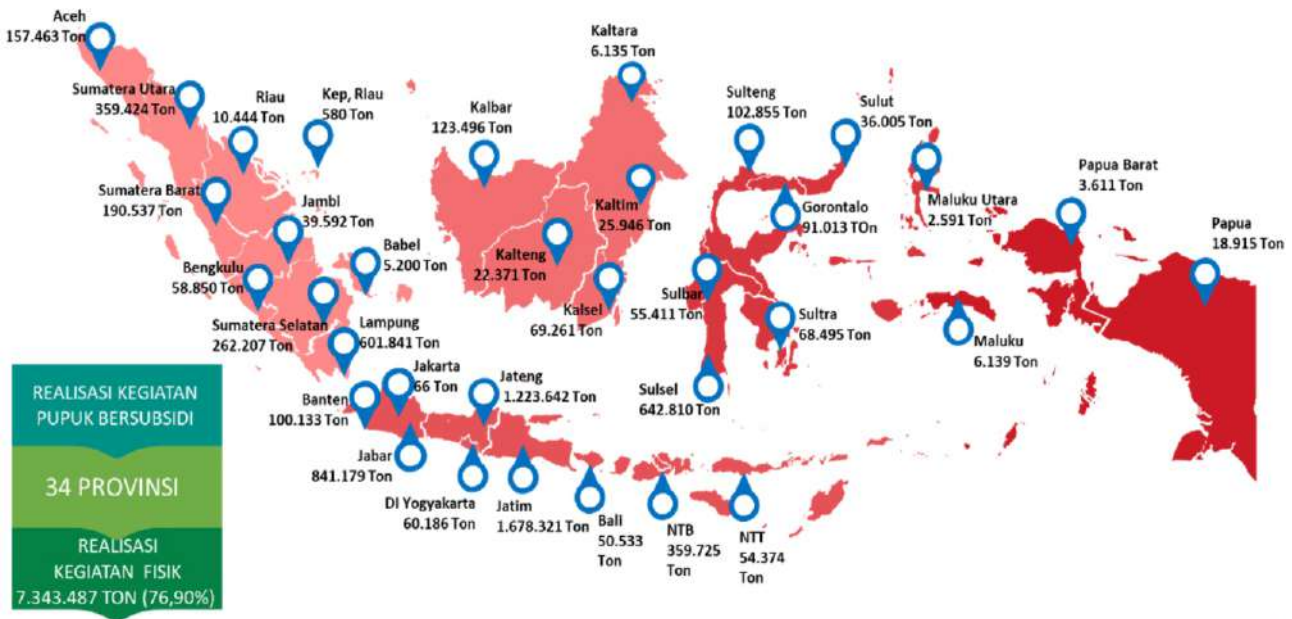 Aceh
157.463 Ton
Sumatera Utara
359.424 Ton
Riau
10.444 Ton
Kep, Riau
580 Ton
Sumatera Barat
190.537 Ton
Jambi
39.592 Ton
Bengkulu
58.850 Ton
Babel
5.200 Ton
Sumatera Selatan
262.207 Ton
Lampung
601.841 Ton
Kalbar
123.496 Ton
Kaltara
6.135 Ton
Kaltim
25.946 Ton
Kalteng
22.371 Ton
Kalsel
69.261 Ton
Sulteng
102.855 Ton
Sulut
36.005 Ton
Gorontalo
91.013 TOn
Sulbar
55.411 Ton
Sultra
68.495 Ton
Sulsel
642.810 Ton
Maluku Utara
2.591 Ton
Maluku
6.139 Ton
Papua Barat
3.611 Ton
Papua
18.915 Ton
Banten
100.133 Ton
Jakarta
66 Ton
Jabar
841.179 Ton
Jateng
1.223.642 Ton
DI Yogyakarta
60.186 Ton
Jatim
1.678.321 Ton
Bali
50.533
Ton
NTB
359.725
Ton
NTT
54.374
Ton
REALISASI KEGIATAN
PUPUK BERSUBSIDI
34 PROVINSI
REALISASI
KEGIATAN FISIK
7.343.487 TON (76,90%)